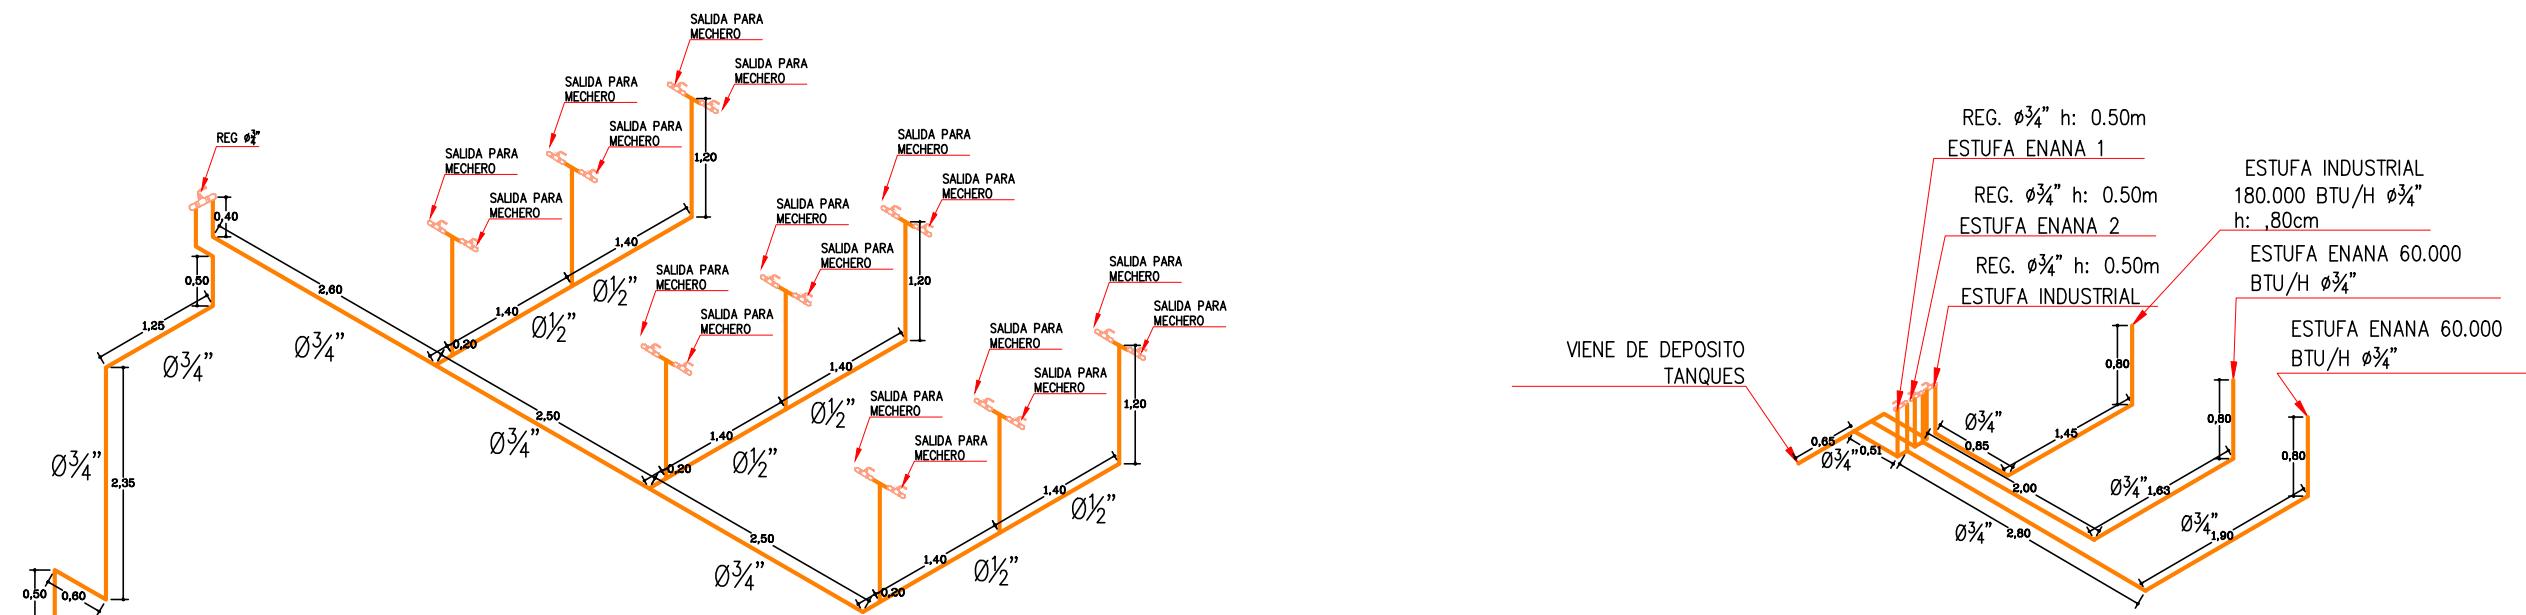 SALIDA PARA
MECHERO
SALIDA PARA
MECHERO
SALIDA PARA
MECHERO
SALIDA PARA
MECHERO
SALIDA PARA
MECHERO
SALIDA PARA
MECHERO
REG Ø¾"
0,40
0,50
1,25
Ø¾"
Ø¾"
2,35
0,50
0,60
2,60
Ø¾"
1,20
1,40
Ø½"
1,40
Ø½"
0,20
SALIDA PARA
MECHERO
SALIDA PARA
MECHERO
SALIDA PARA
MECHERO
SALIDA PARA
MECHERO
SALIDA PARA
MECHERO
SALIDA PARA
MECHERO
1,20
1,40
Ø½"
1,40
Ø½"
0,20
2,50
Ø¾"
SALIDA PARA
MECHERO
SALIDA PARA
MECHERO
SALIDA PARA
MECHERO
SALIDA PARA
MECHERO
SALIDA PARA
MECHERO
SALIDA PARA
MECHERO
1,20
1,40
Ø½"
1,40
Ø½"
0,20
2,50
Ø¾"
REG. Ø¾" h: 0.50m
ESTUFA ENANA 1
REG. Ø¾" h: 0.50m
ESTUFA ENANA 2
REG. Ø¾" h: 0.50m
ESTUFA INDUSTRIAL
ESTUFA INDUSTRIAL
180.000 BTU/H Ø¾"
h: ,80cm
ESTUFA ENANA 60.000
BTU/H Ø¾"
ESTUFA ENANA 60.000
BTU/H Ø¾"
VIENE DE DEPOSITO
TANQUES
0,65
Ø¾"
0,51
Ø¾"
0,85
1,45
0,80
2,00
Ø¾"
1,63
0,80
Ø¾"
2,80
Ø¾"
1,90
0,80